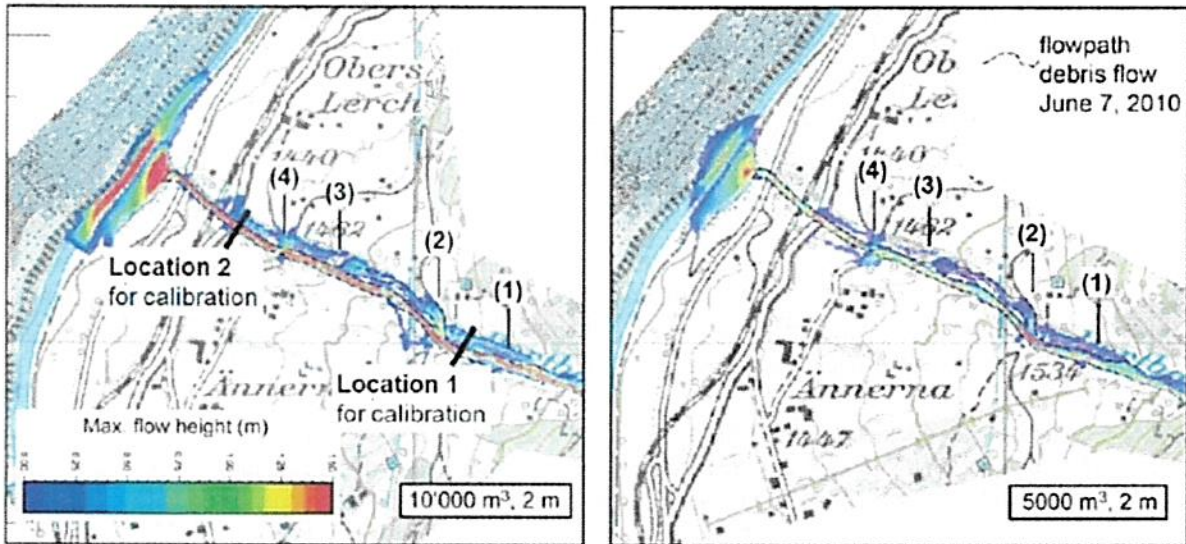 Obers
Lerch
1440
(4)
(3)
1462
(2)
(1)
Location 2
for calibration
Location 1
for calibration
Ännern
Max. flow height (m)
10'000 m³, 2 m
flowpath
debris flow
June 7, 2010
Ob
Le
1440
(4)
(3)
1462
(2)
(1)
1534
Ännerna
1447
5000 m³, 2 m